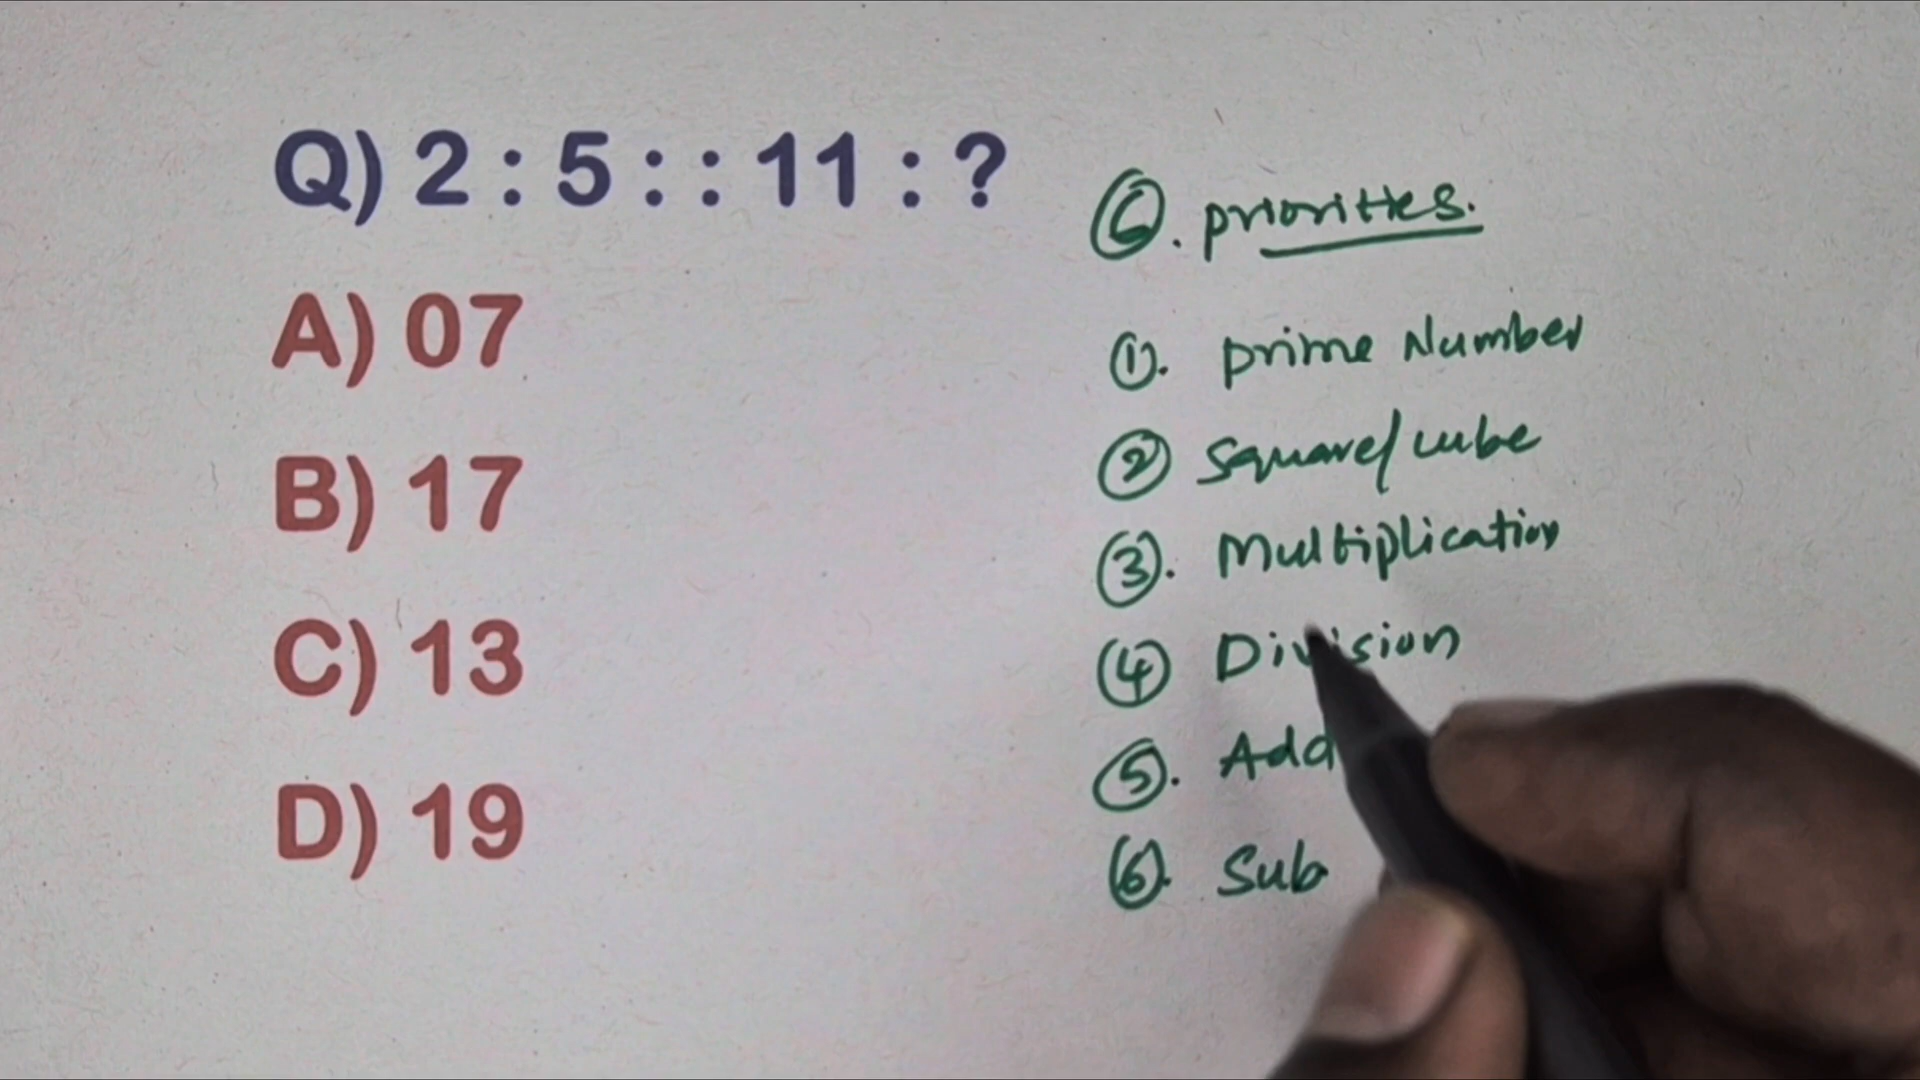 Q) 2 : 5 : : 11 : ?
A) 07
B) 17
C) 13
D) 19
6. priorities.
1. prime Number
2 square/cube
3. Multiplication
4 Division
5. Add
6. Sub